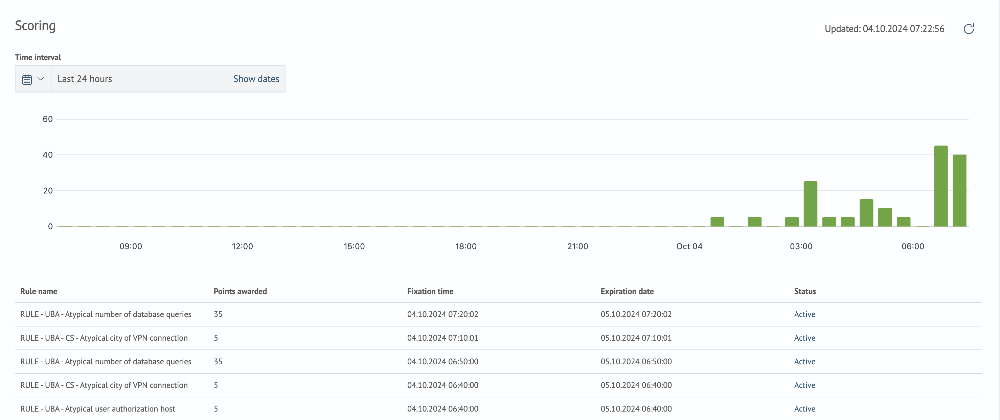 Scoring
Updated: 04.10.2024 07:22:56
Time interval
Last 24 hours Show dates
60
40
20
0
09:00 12:00 15:00 18:00 21:00 Oct 04 03:00 06:00
Rule name Points awarded Fixation time Expiration date Status
RULE - UBA - Atypical number of database queries 35 04.10.2024 07:20:02 05.10.2024 07:20:02 Active
RULE - UBA - CS - Atypical city of VPN connection 5 04.10.2024 07:10:01 05.10.2024 07:10:01 Active
RULE - UBA - Atypical number of database queries 35 04.10.2024 06:50:00 05.10.2024 06:50:00 Active
RULE - UBA - CS - Atypical city of VPN connection 5 04.10.2024 06:40:00 05.10.2024 06:40:00 Active
RULE - UBA - Atypical user authorization host 5 04.10.2024 06:40:00 05.10.2024 06:40:00 Active